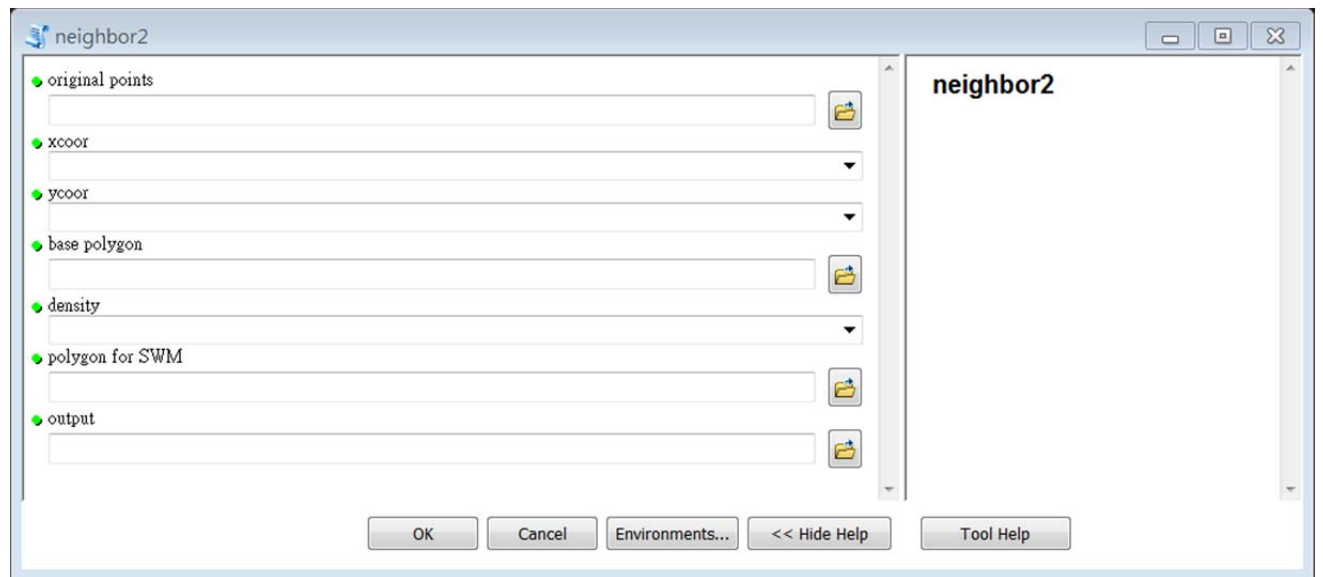 neighbor2
original points
xcoor
ycoor
base polygon
density
polygon for SWM
output
neighbor2
OK
Cancel
Environments...
<< Hide Help
Tool Help